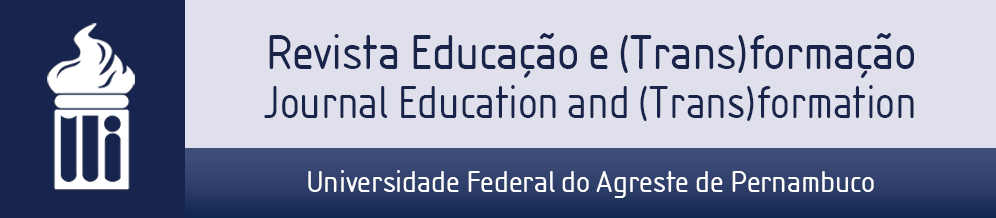 Revista Educação e (Trans)formação
Journal Education and (Trans)formation
Universidade Federal do Agreste de Pernambuco